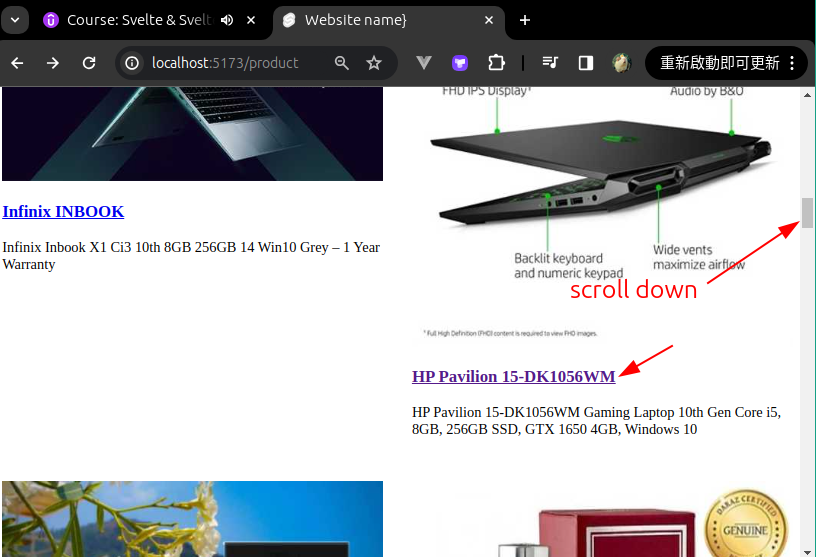 Course: Svelte & Svelt
Website name}
localhost:5173/product
重新啟動即可更新
FHD IPS Display¹
Audio by B&O
Infinix INBOOK
Infinix Inbook X1 Ci3 10th 8GB 256GB 14 Win10 Grey – 1 Year
Warranty
Backlit keyboard
and numeric keypad
Wide vents
maximize airflow
scroll down
¹ Full High Definition (FHD) content is required to view FHD images.
HP Pavilion 15-DK1056WM
HP Pavilion 15-DK1056WM Gaming Laptop 10th Gen Core i5,
8GB, 256GB SSD, GTX 1650 4GB, Windows 10
DARAZ CERTIFIED
GENUINE